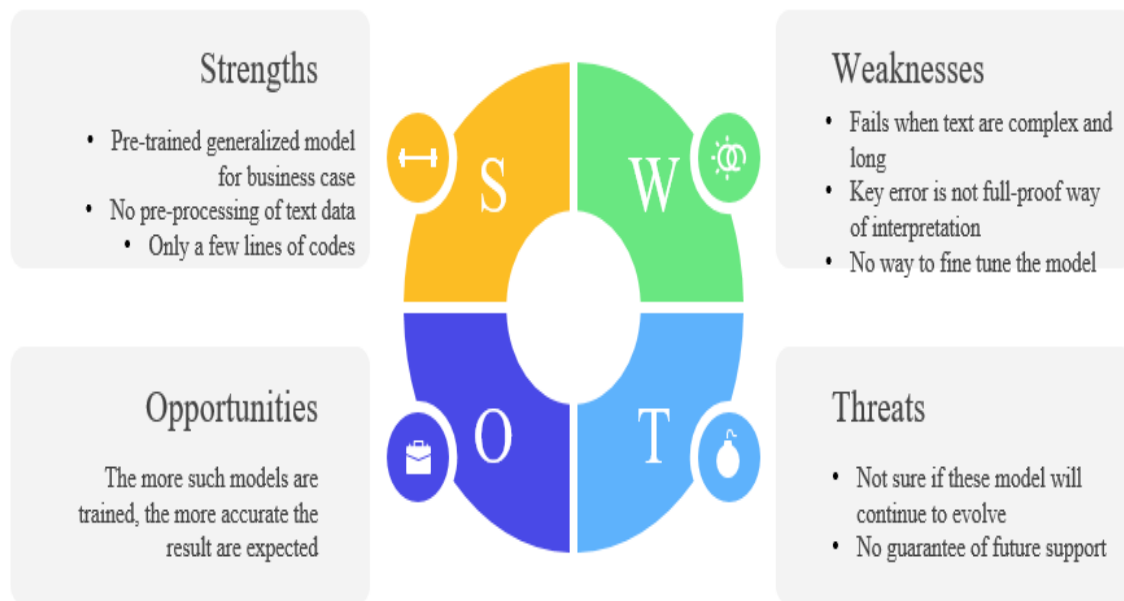 Strengths
• Pre-trained generalized model
for business case
• No pre-processing of text data
• Only a few lines of codes
Weaknesses
• Fails when text are complex and
long
• Key error is not full-proof way
of interpretation
• No way to fine tune the model
S
W
O
T
Opportunities
The more such models are
trained, the more accurate the
result are expected
Threats
• Not sure if these model will
continue to evolve
• No guarantee of future support